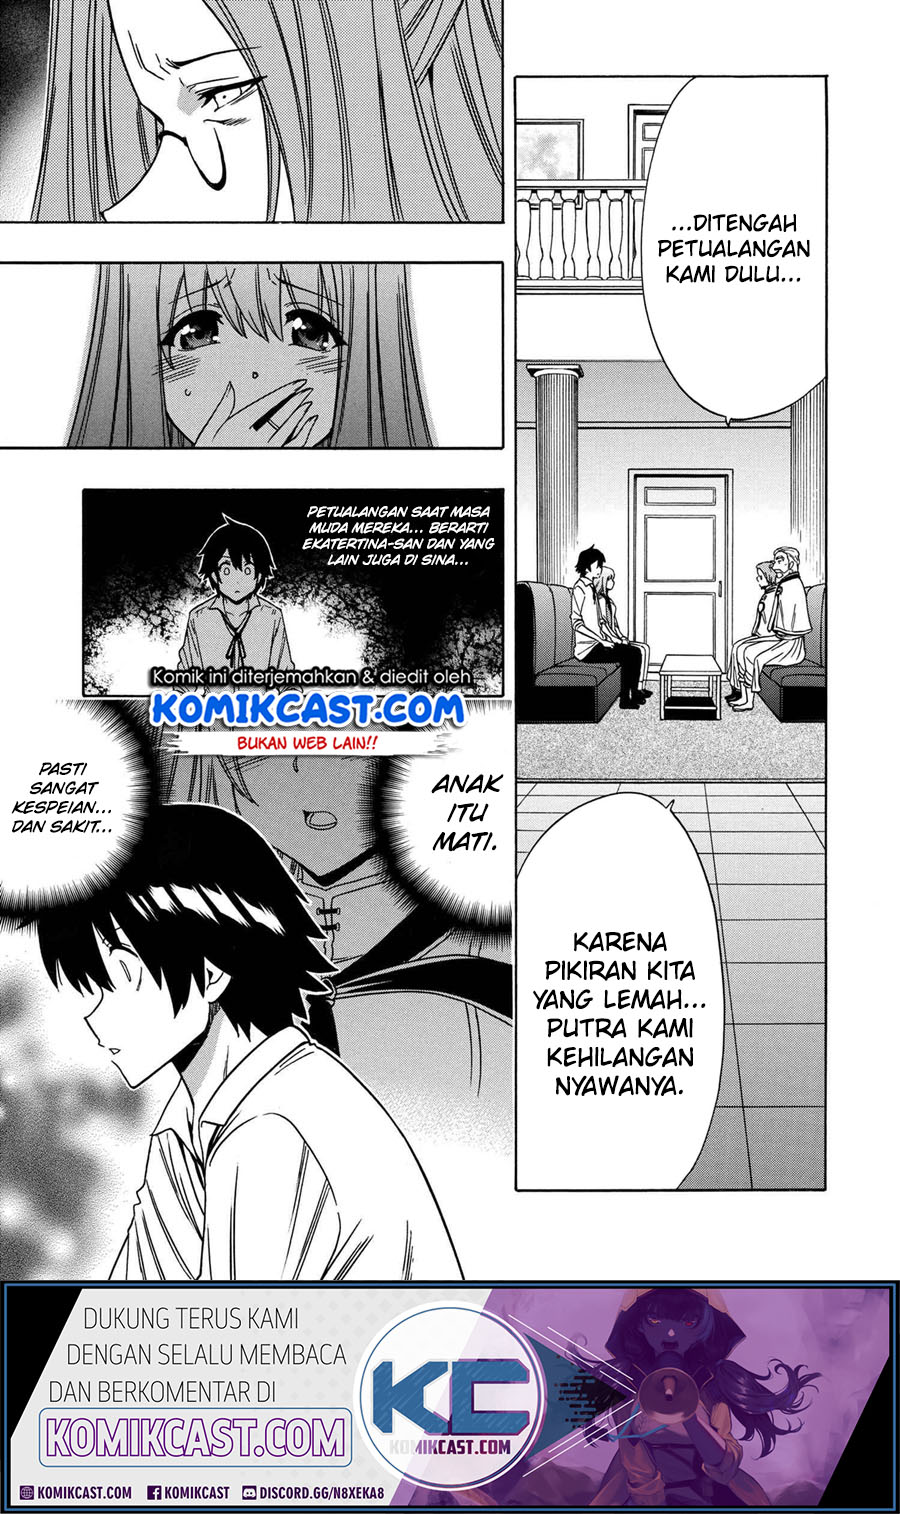 ...DITENGAH
PETUALANGAN
KAMI DULU...
KARENA
PIKIRAN KITA
YANG LEMAH...
PUTRA KAMI
KEHILANGAN
NYAWANYA.
PETUALANGAN SAAT MASA
MUDA MEREKA... BERARTI
EKATERTINA-SAN DAN YANG
LAIN JUGA DI SINA...
Komik ini diterjemahkan & diedit oleh
KOMIKCAST.COM
BUKAN WEB LAIN!!
ANAK
ITU
MATI.
PASTI
SANGAT
KESPEIAN...
DAN SAKIT...
DUKUNG TERUS KAMI
DENGAN SELALU MEMBACA
DAN BERKOMENTAR DI
KOMIKCAST.COM
KOMIKCAST.COM
KOMIKCAST
DISCORD.GG/N8XEKA8
KC
KOMIKCAST.COM